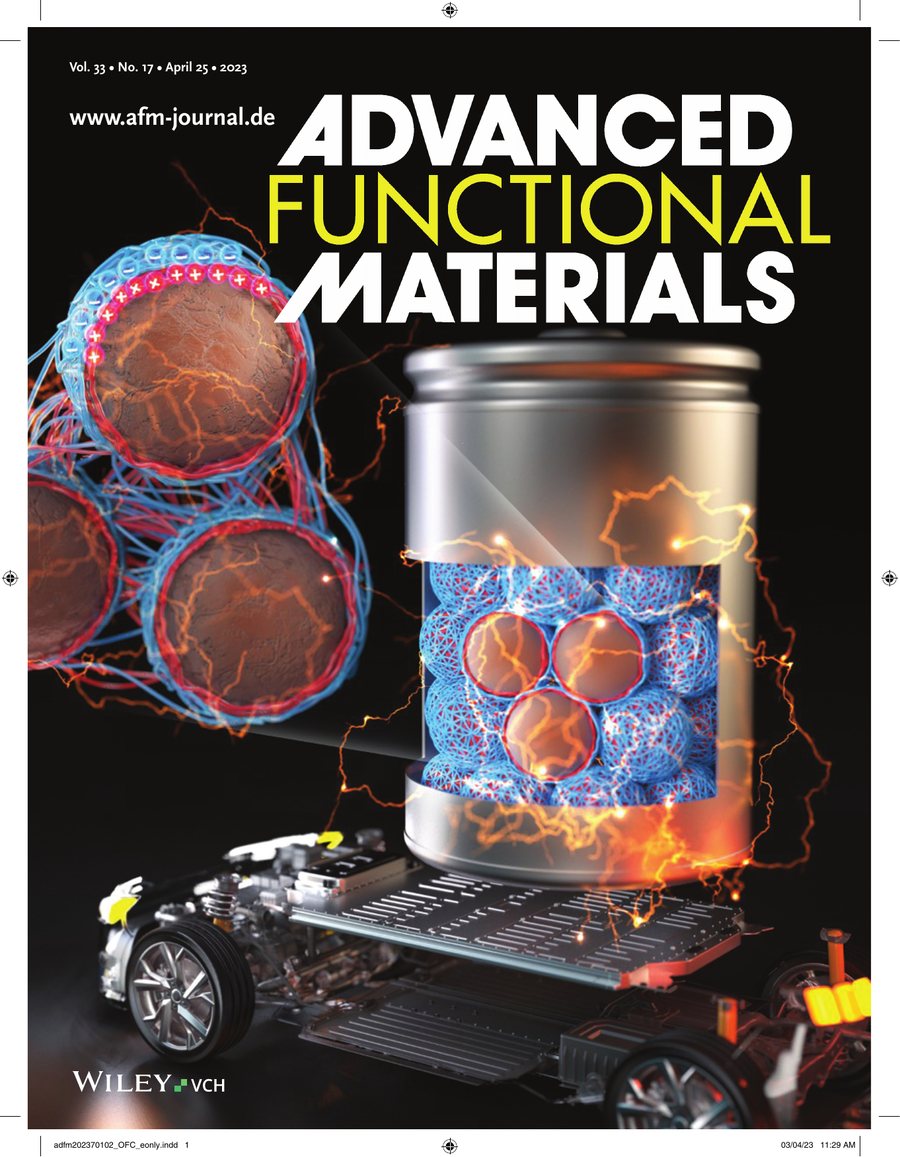 Vol. 33 • No. 17 • April 25 • 2023
www.afm-journal.de
ADVANCED
FUNCTIONAL
MATERIALS
WILEY VCH
adfm202370102_OFC_eonly.indd 1
03/04/23 11:29 AM